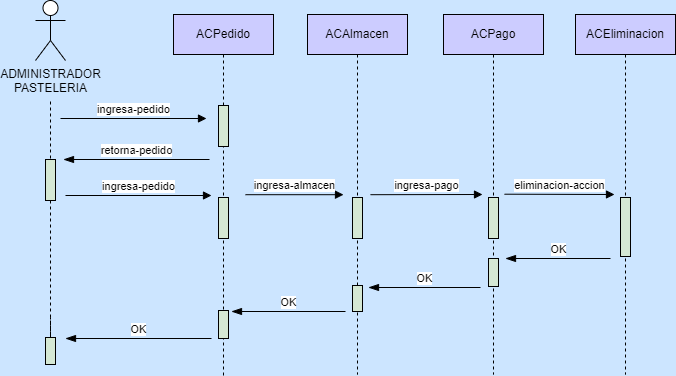 ACPedido
ACAlmacen
ACPago
ACEliminacion
ADMINISTRADOR
PASTELERIA
ingresa-pedido
retorna-pedido
ingresa-pedido
ingresa-almacen
ingresa-pago
eliminacion-accion
OK
OK
OK
OK